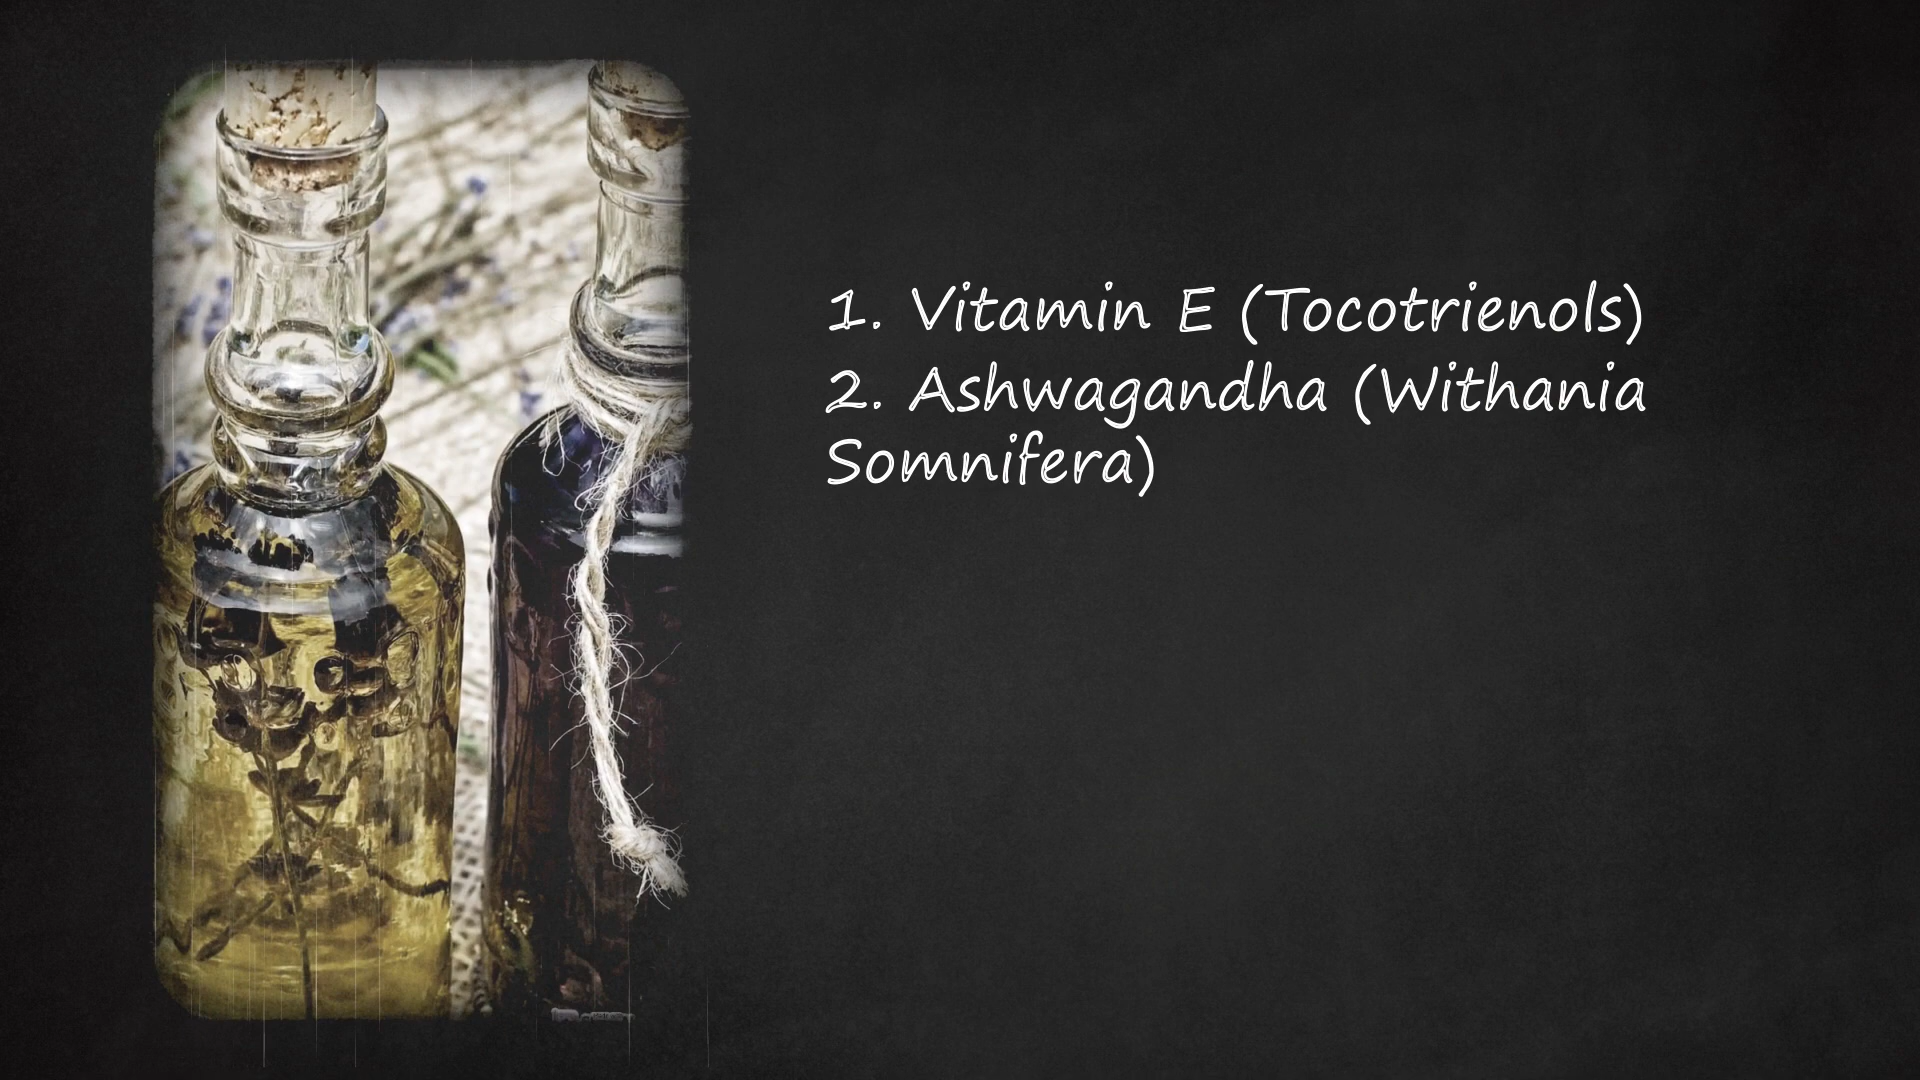 1. Vitamin E (Tocotrienols)
2. Ashwagandha (Withania
Somnifera)